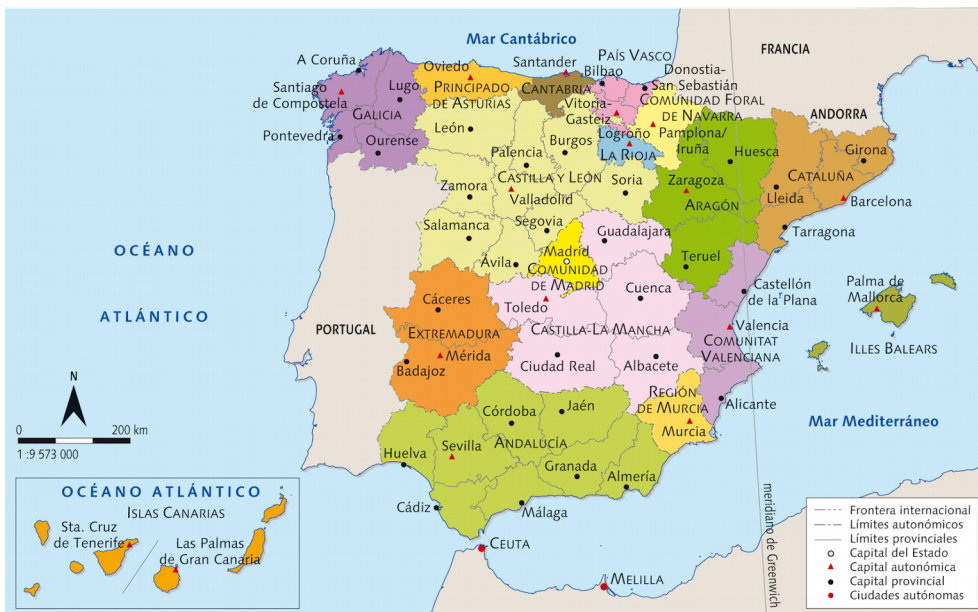 Mar Cantábrico
FRANCIA
ANDORRA
PORTUGAL
OCÉANO
ATLÁNTICO
Mar Mediterráneo
meridiano de Greenwich
A Coruña
Santiago
de Compostela
Lugo
GALICIA
Pontevedra
Ourense
Oviedo
PRINCIPADO
DE ASTURIAS
Santander
CANTABRIA
PAÍS VASCO
Bilbao
Donostia-
San Sebastián
Vitoria-
Gasteiz
COMUNIDAD FORAL
DE NAVARRA
Pamplona/
Iruña
Logroño
LA RIOJA
León
Burgos
Palencia
CASTILLA Y LEÓN
Zamora
Valladolid
Soria
Salamanca
Segovia
Ávila
Huesca
Zaragoza
ARAGÓN
Teruel
Girona
CATALUÑA
Lleida
Barcelona
Tarragona
Madrid
COMUNIDAD
DE MADRID
Guadalajara
Cuenca
Toledo
CASTILLA-LA MANCHA
Ciudad Real
Albacete
Cáceres
EXTREMADURA
Mérida
Badajoz
Castellón
de la Plana
Valencia
COMUNITAT
VALENCIANA
Alicante
Palma de
Mallorca
ILLES BALEARS
REGIÓN
DE MURCIA
Murcia
Córdoba
Jaén
Sevilla
ANDALUCÍA
Huelva
Granada
Almería
Cádiz
Málaga
CEUTA
MELILLA
N
0 200 km
1 :9 573 000
OCÉANO ATLÁNTICO
ISLAS CANARIAS
Sta. Cruz
de Tenerife
Las Palmas
de Gran Canaria
Frontera internacional
Límites autonómicos
Límites provinciales
Capital del Estado
Capital autonómica
Capital provincial
Ciudades autónomas